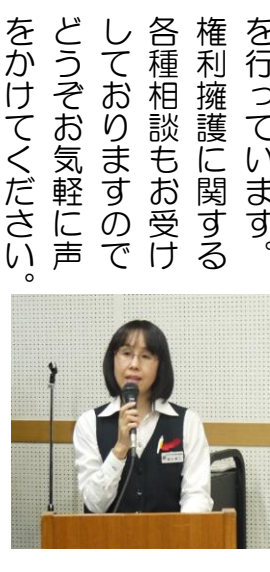 を行っています。
権利擁護に関する
各種相談もお受け
しておりますので
どうぞお気軽に声
をかけてください。